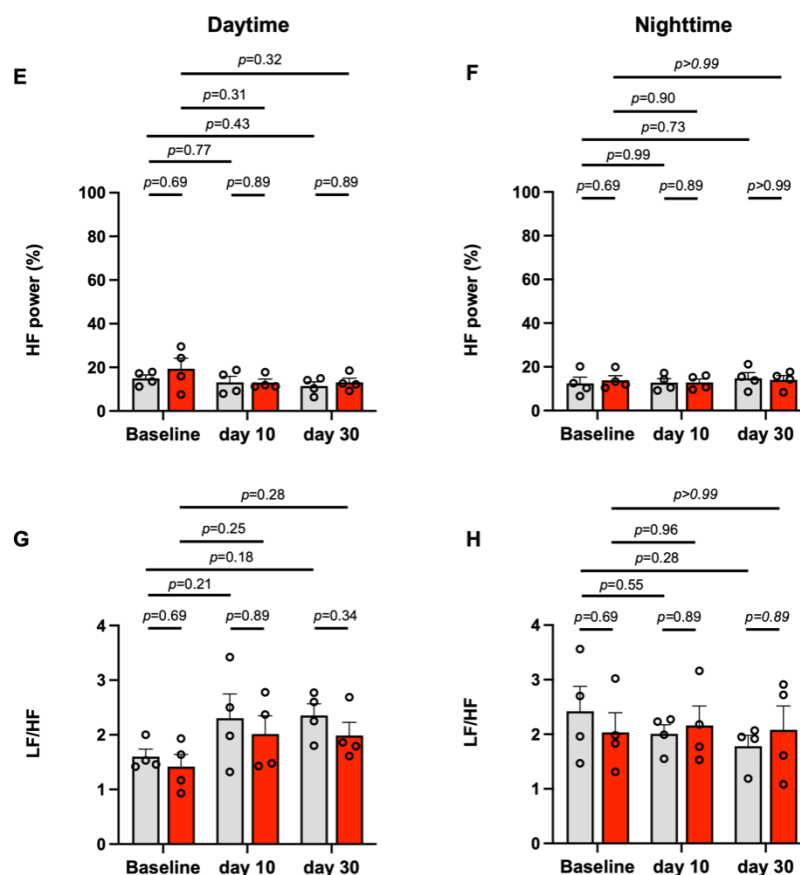 Daytime
Nighttime
E
p=0.32
p=0.31
p=0.43
p=0.77
p=0.69
p=0.89
p=0.89
HF power (%)
100
80
60
40
20
0
Baseline
day 10
day 30
F
p>0.99
p=0.90
p=0.73
p=0.99
p=0.69
p=0.89
p>0.99
HF power (%)
100
80
60
40
20
0
Baseline
day 10
day 30
G
p=0.28
p=0.25
p=0.18
p=0.21
p=0.69
p=0.89
p=0.34
LF/HF
4
3
2
1
0
Baseline
day 10
day 30
H
p>0.99
p=0.96
p=0.28
p=0.55
p=0.69
p=0.89
p=0.89
LF/HF
4
3
2
1
0
Baseline
day 10
day 30